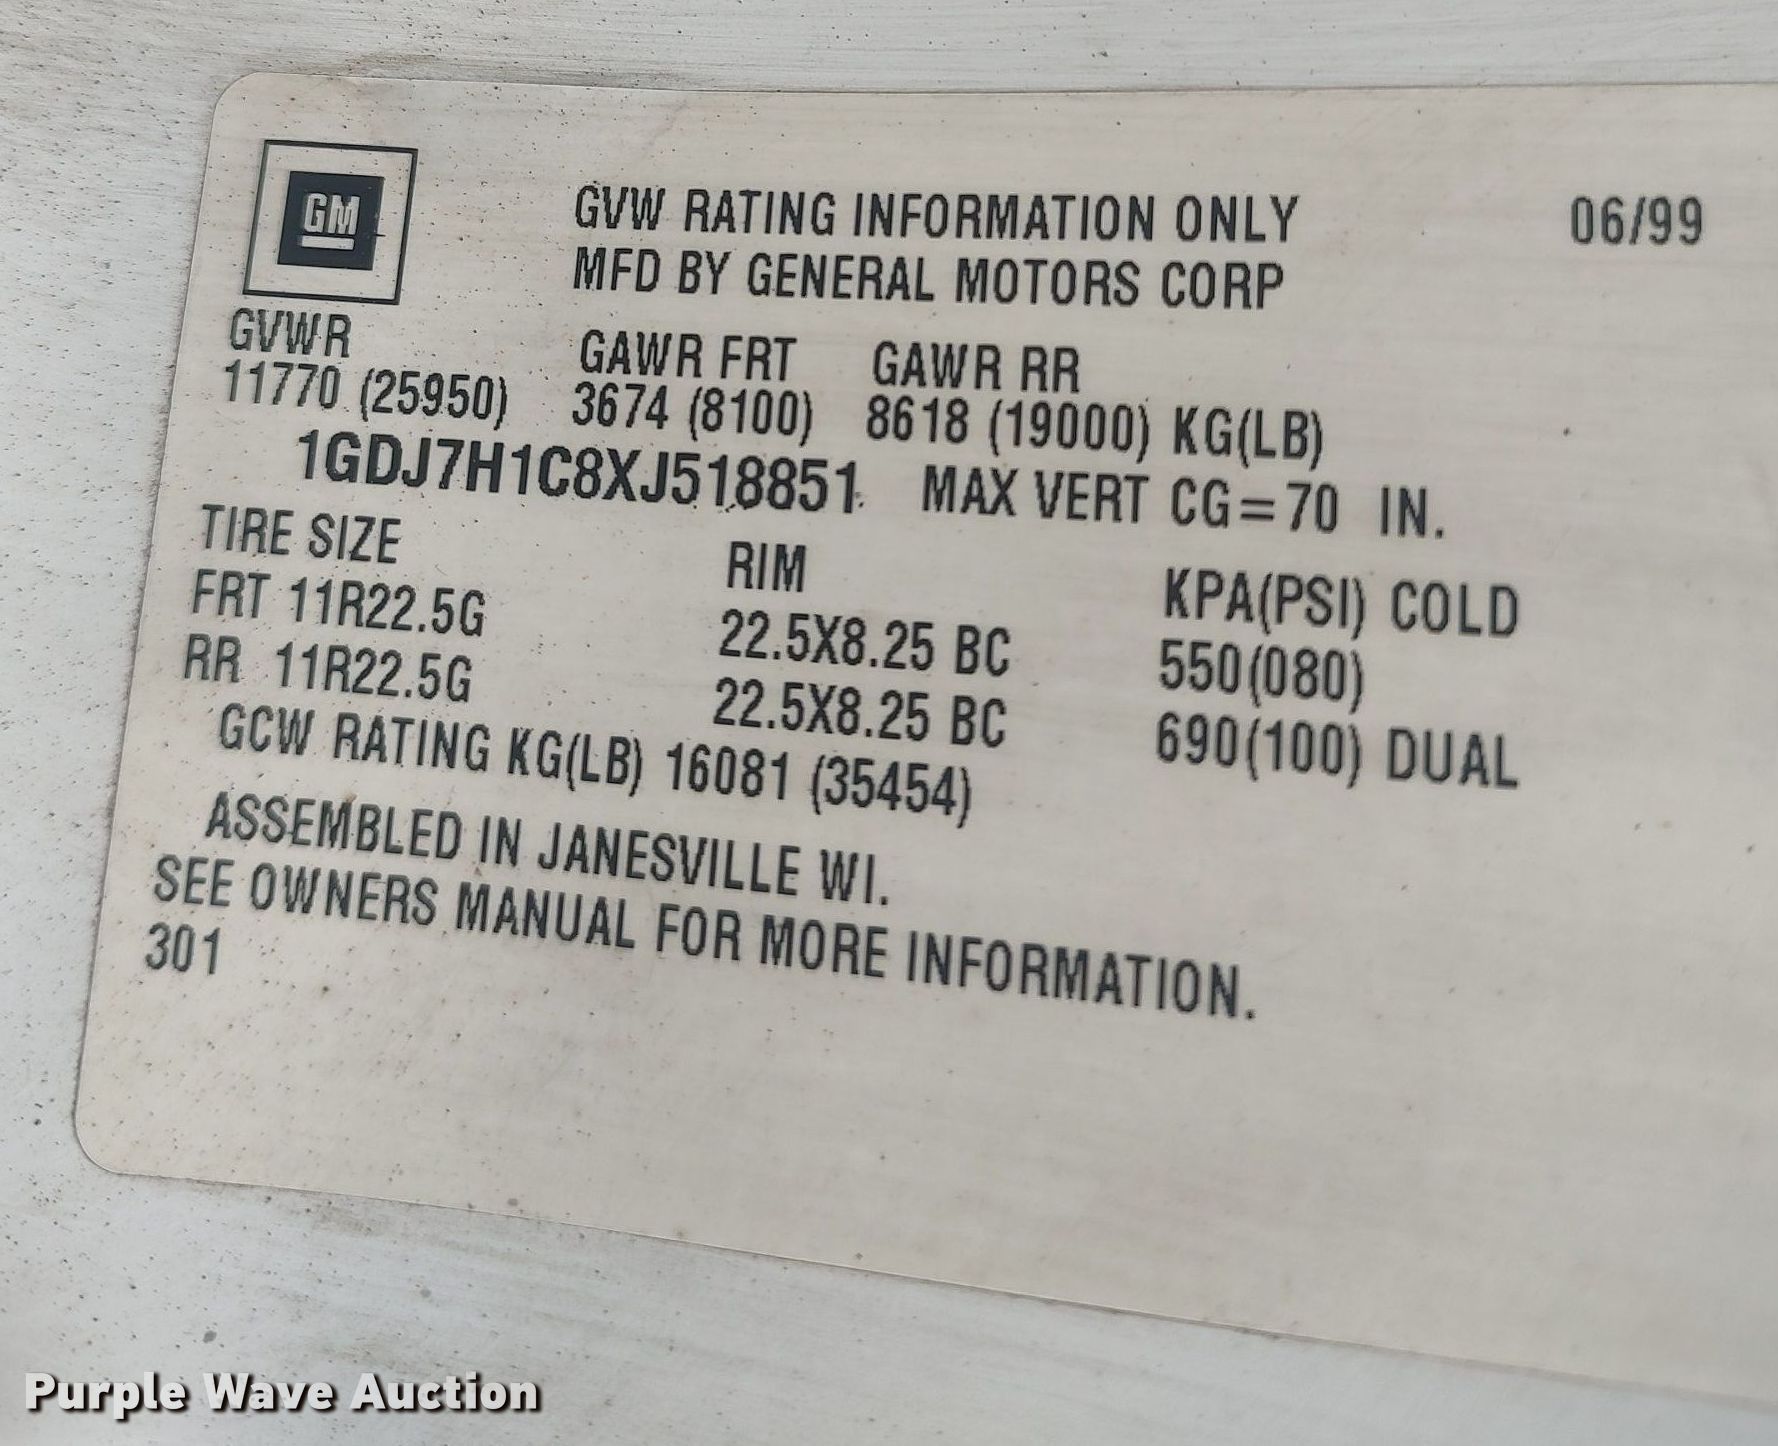 GM
GVW RATING INFORMATION ONLY 06/99
MFD BY GENERAL MOTORS CORP
GVWR GAWR FRT GAWR RR
11770 (25950) 3674 (8100) 8618 (19000) KG(LB)
1GDJ7H1C8XJ518851 MAX VERT CG=70 IN.
TIRE SIZE RIM KPA(PSI) COLD
FRT 11R22.5G 22.5X8.25 BC 550(080)
RR 11R22.5G 22.5X8.25 BC 690(100) DUAL
GCW RATING KG(LB) 16081 (35454)
ASSEMBLED IN JANESVILLE WI.
SEE OWNERS MANUAL FOR MORE INFORMATION.
301
Purple Wave Auction